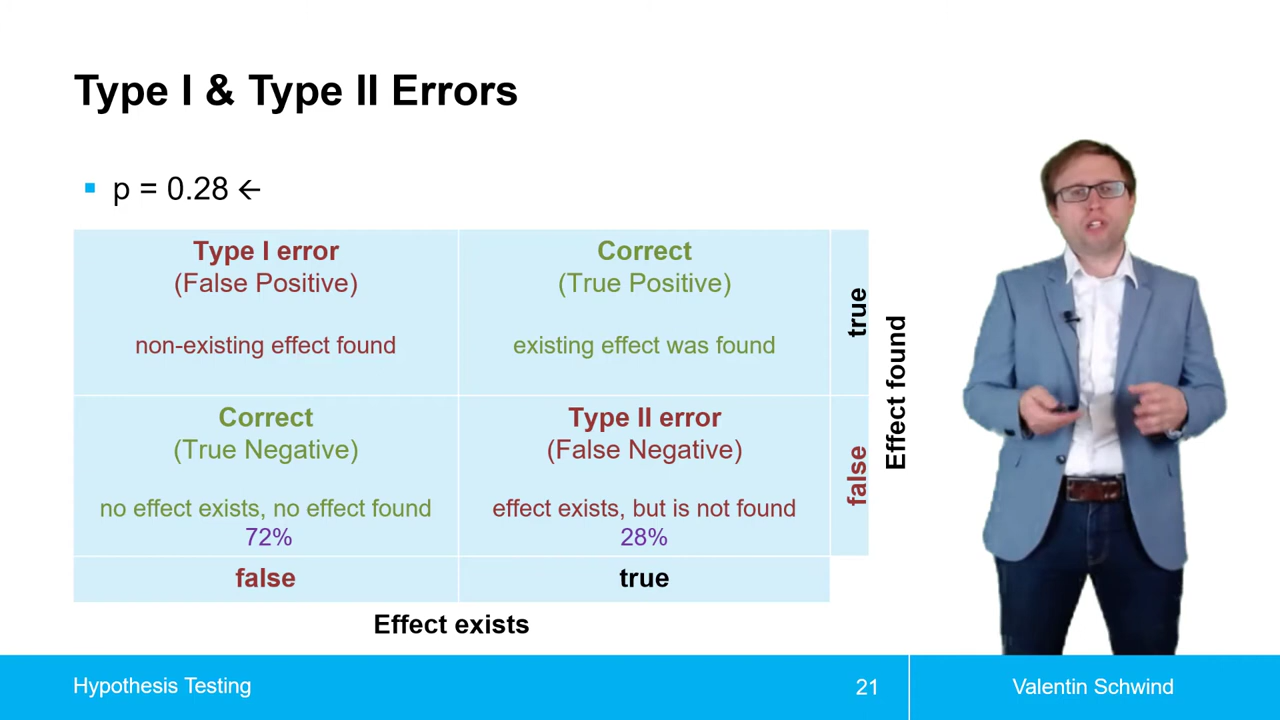 Type I & Type II Errors
▪ p = 0.28 ←
Type I error
(False Positive)
non-existing effect found
Correct
(True Positive)
existing effect was found
true
Correct
(True Negative)
no effect exists, no effect found
72%
Type II error
(False Negative)
effect exists, but is not found
28%
false
Effect found
false
true
Effect exists
Hypothesis Testing
21
Valentin Schwind